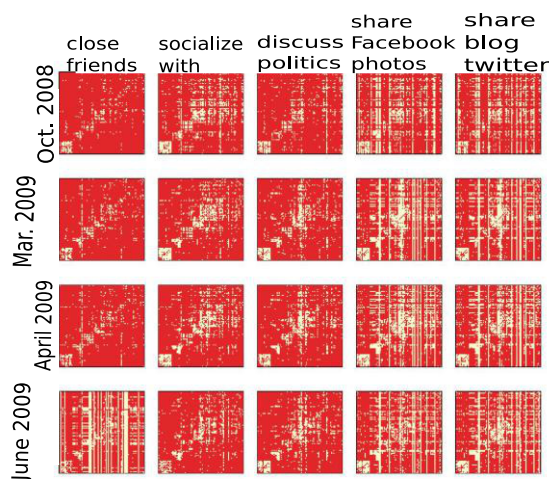 close
friends
socialize
with
discuss
politics
share
Facebook
photos
share
blog
twitter
Oct. 2008
Mar. 2009
April 2009
June 2009